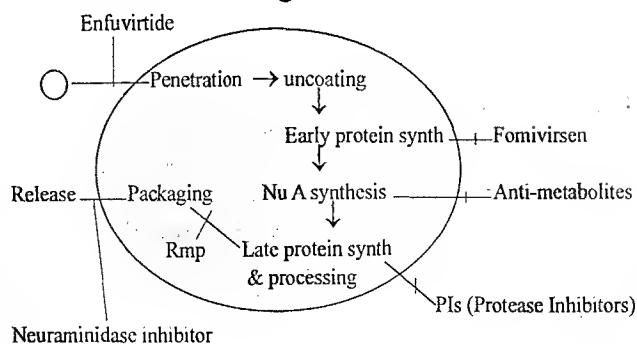 Enfuvirtide
Penetration → uncoating
Early protein synth
Fomivirsen
Nu A synthesis
Anti-metabolites
Release
Packaging
Rmp
Late protein synth
& processing
PIs (Protease Inhibitors)
Neuraminidase inhibitor